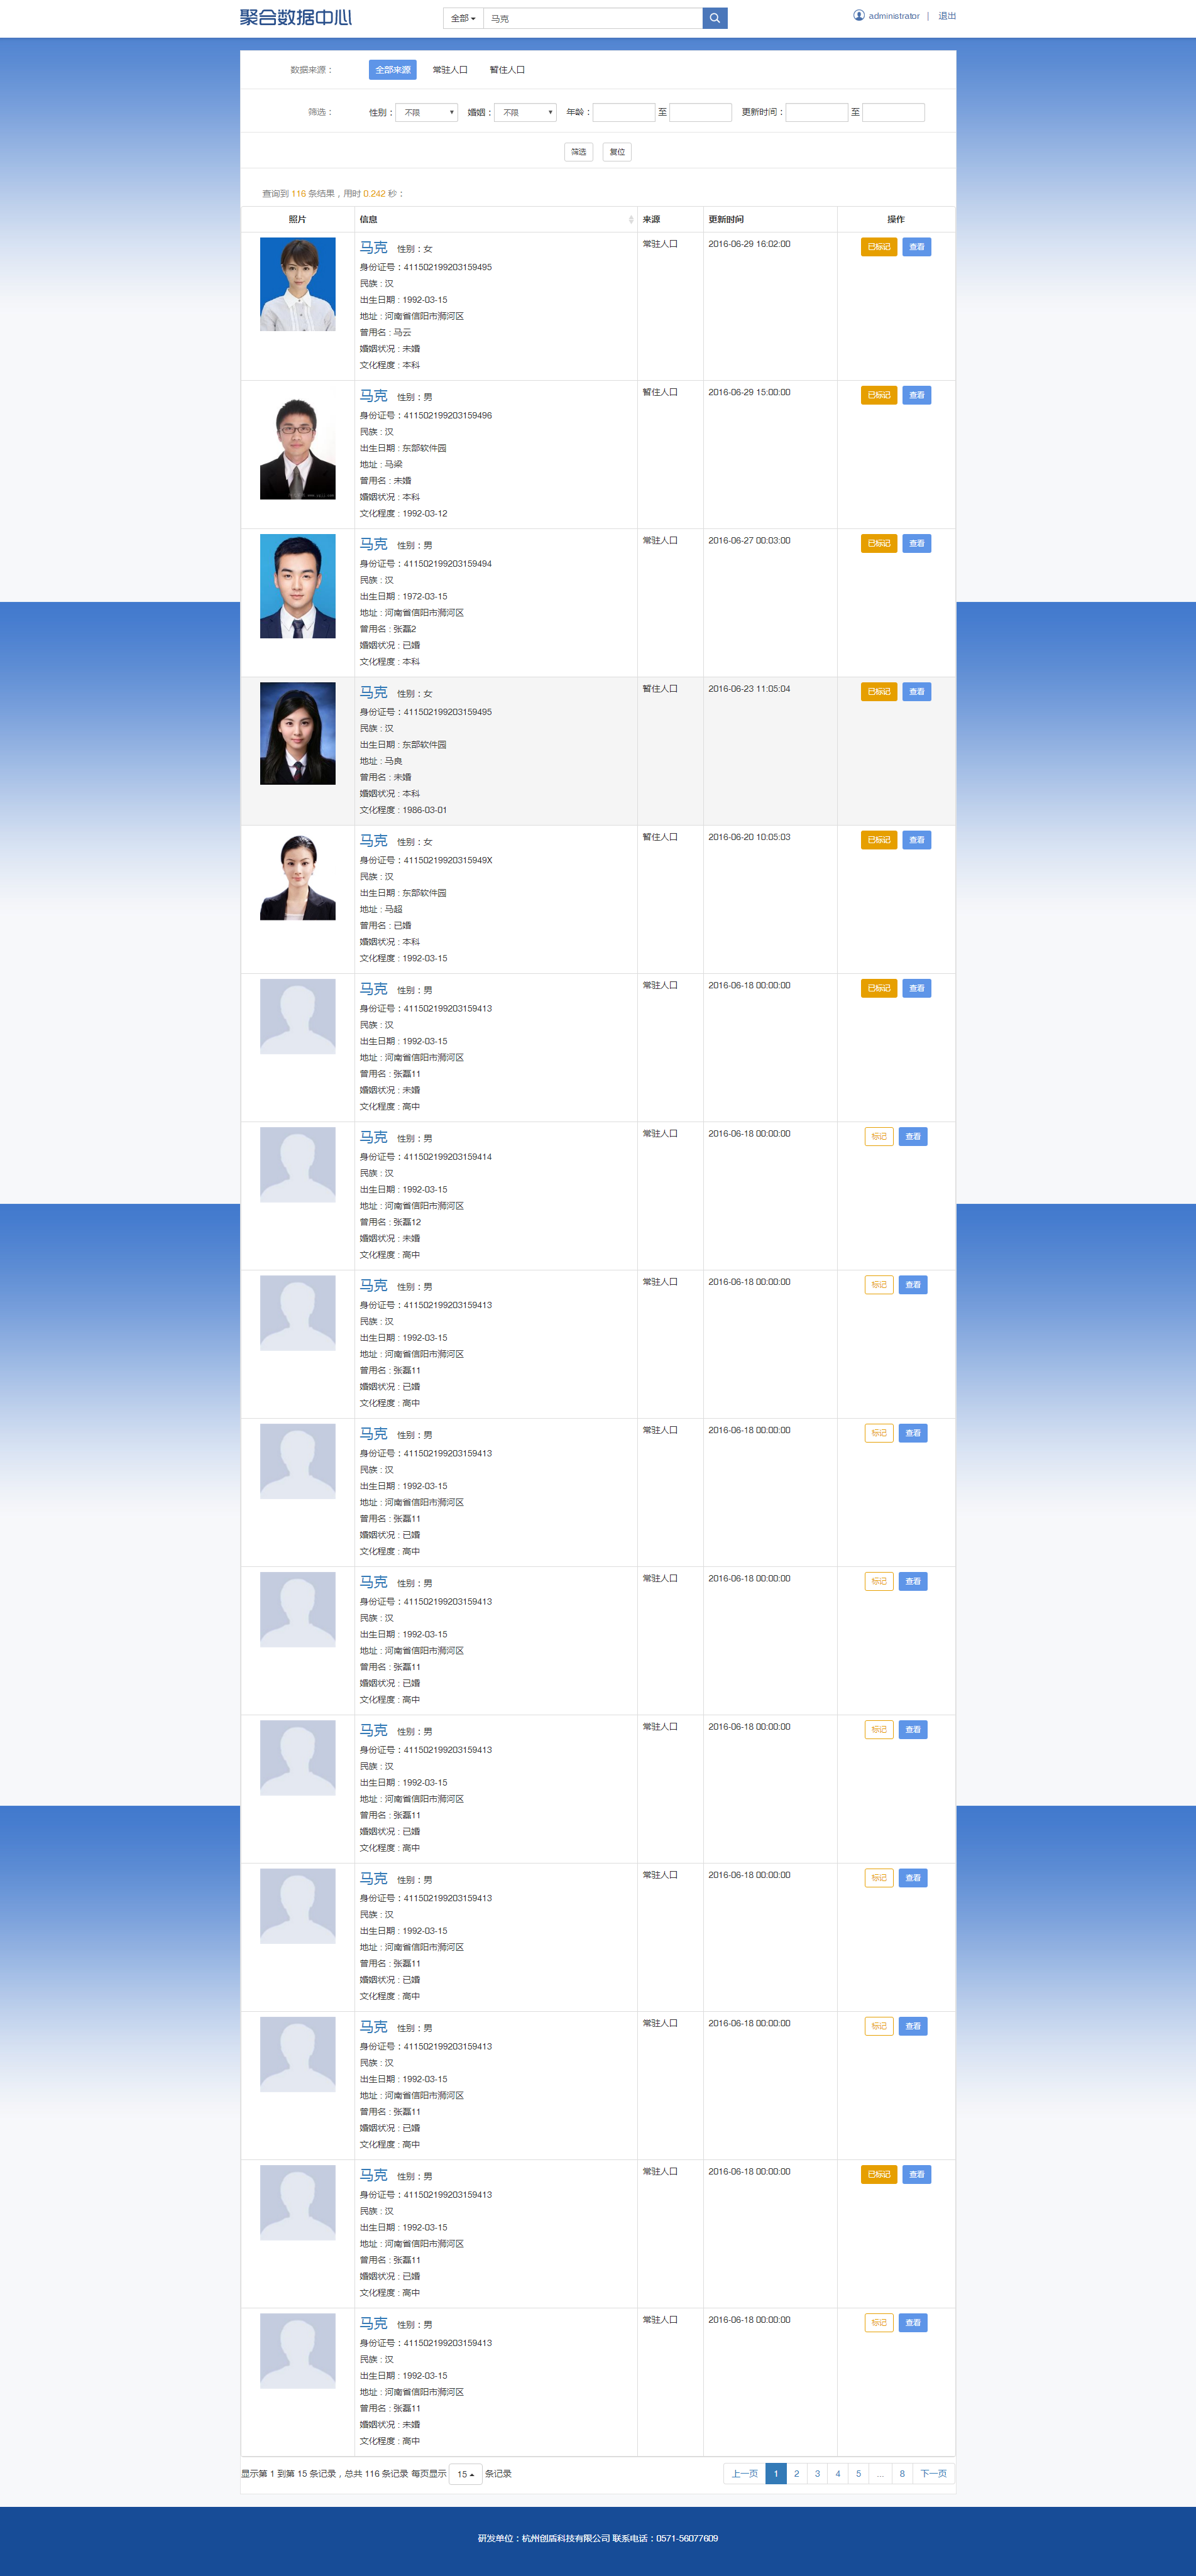 聚合数据中心
全部 马克
administrator | 退出
数据来源： 全部来源 常驻人口 暂住人口
筛选： 性别：不限 婚姻：不限 年龄： 至 更新时间： 至
筛选 复位
查询到 116 条结果，用时 0.242 秒：
照片 信息 来源 更新时间 操作
马克 性别：女 常驻人口 2016-06-29 16:02:00 已标记 查看
身份证号：411502199203159495
民族：汉
出生日期：1992-03-15
地址：河南省信阳市浉河区
曾用名：马云
婚姻状况：未婚
文化程度：本科
马克 性别：男 暂住人口 2016-06-29 15:00:00 已标记 查看
身份证号：411502199203159496
民族：汉
出生日期：东部软件园
地址：马梁
曾用名：未婚
婚姻状况：本科
文化程度：1992-03-12
马克 性别：男 常驻人口 2016-06-27 00:03:00 已标记 查看
身份证号：411502199203159494
民族：汉
出生日期：1972-03-15
地址：河南省信阳市浉河区
曾用名：张磊2
婚姻状况：已婚
文化程度：本科
马克 性别：女 暂住人口 2016-06-23 11:05:04 已标记 查看
身份证号：411502199203159495
民族：汉
出生日期：东部软件园
地址：马良
曾用名：未婚
婚姻状况：本科
文化程度：1986-03-01
马克 性别：女 暂住人口 2016-06-20 10:05:03 已标记 查看
身份证号：41150219920315949X
民族：汉
出生日期：东部软件园
地址：马超
曾用名：已婚
婚姻状况：本科
文化程度：1992-03-15
马克 性别：男 常驻人口 2016-06-18 00:00:00 已标记 查看
身份证号：411502199203159413
民族：汉
出生日期：1992-03-15
地址：河南省信阳市浉河区
曾用名：张磊11
婚姻状况：未婚
文化程度：高中
马克 性别：男 常驻人口 2016-06-18 00:00:00 标记 查看
身份证号：411502199203159414
民族：汉
出生日期：1992-03-15
地址：河南省信阳市浉河区
曾用名：张磊12
婚姻状况：未婚
文化程度：高中
马克 性别：男 常驻人口 2016-06-18 00:00:00 标记 查看
身份证号：411502199203159413
民族：汉
出生日期：1992-03-15
地址：河南省信阳市浉河区
曾用名：张磊11
婚姻状况：已婚
文化程度：高中
马克 性别：男 常驻人口 2016-06-18 00:00:00 标记 查看
身份证号：411502199203159413
民族：汉
出生日期：1992-03-15
地址：河南省信阳市浉河区
曾用名：张磊11
婚姻状况：已婚
文化程度：高中
马克 性别：男 常驻人口 2016-06-18 00:00:00 标记 查看
身份证号：411502199203159413
民族：汉
出生日期：1992-03-15
地址：河南省信阳市浉河区
曾用名：张磊11
婚姻状况：已婚
文化程度：高中
马克 性别：男 常驻人口 2016-06-18 00:00:00 标记 查看
身份证号：411502199203159413
民族：汉
出生日期：1992-03-15
地址：河南省信阳市浉河区
曾用名：张磊11
婚姻状况：已婚
文化程度：高中
马克 性别：男 常驻人口 2016-06-18 00:00:00 标记 查看
身份证号：411502199203159413
民族：汉
出生日期：1992-03-15
地址：河南省信阳市浉河区
曾用名：张磊11
婚姻状况：已婚
文化程度：高中
马克 性别：男 常驻人口 2016-06-18 00:00:00 标记 查看
身份证号：411502199203159413
民族：汉
出生日期：1992-03-15
地址：河南省信阳市浉河区
曾用名：张磊11
婚姻状况：已婚
文化程度：高中
马克 性别：男 常驻人口 2016-06-18 00:00:00 已标记 查看
身份证号：411502199203159413
民族：汉
出生日期：1992-03-15
地址：河南省信阳市浉河区
曾用名：张磊11
婚姻状况：已婚
文化程度：高中
马克 性别：男 常驻人口 2016-06-18 00:00:00 标记 查看
身份证号：411502199203159413
民族：汉
出生日期：1992-03-15
地址：河南省信阳市浉河区
曾用名：张磊11
婚姻状况：未婚
文化程度：高中
显示第 1 到第 15 条记录，总共 116 条记录 每页显示 15 条记录 上一页 1 2 3 4 5 ... 8 下一页
研发单位：杭州创盾科技有限公司 联系电话：0571-56077609